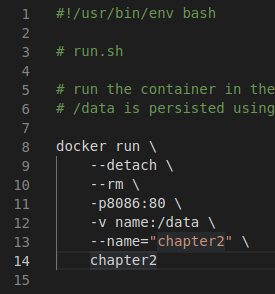 1 #!/usr/bin/env bash
2
3 # run.sh
4
5 # run the container in the
6 # /data is persisted using
7
8 docker run \
9 --detach \
10 --rm \
11 -p8086:80 \
12 -v name:/data \
13 --name="chapter2" \
14 chapter2
15